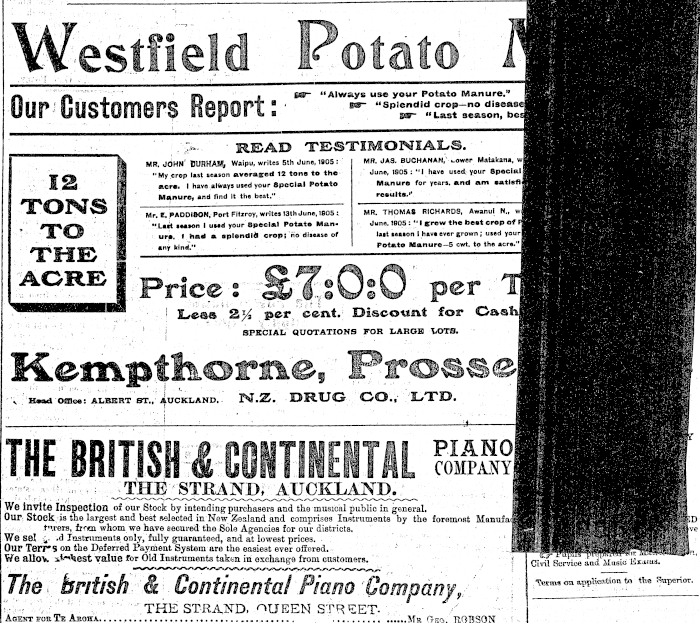 Westfield Potato
Our Customers Report:
"Always use your Potato Manure."
"Splendid crop—no disease
"Last season, bes
READ TESTIMONIALS.
12
TONS
TO
THE
ACRE
MR. JOHN DURHAM, Waipu, writes 5th June, 1905:
"My crop last season averaged 12 tons to the
acre. I have always used your Special Potato
Manure, and find it the best."
Mr. E. PADDISON, Port Fitzroy, writes 13th June, 1905:
"Last season I used your Special Potato Man-
ure. I had a splendid crop; no disease of
any kind."
MR. JAS. BUCHANAN, Lower Matakana, w
June, 1905: "I have used your Special
Manure for years, and am satisfi
results."
MR. THOMAS RICHARDS, Awanui N., w
June, 1905: "I grew the best crop of P
last season I have ever grown; used your
Potato Manure—5 cwt. to the acre."
Price: £7:0:0 per T
Less 2½ per cent. Discount for Cash
SPECIAL QUOTATIONS FOR LARGE LOTS.
Kempthorne, Prosse
Head Office: ALBERT ST., AUCKLAND. N.Z. DRUG CO., LTD.
THE BRITISH & CONTINENTAL PIANO
COMPANY
THE STRAND, AUCKLAND.
We invite Inspection of our Stock by intending purchasers and the musical public in general.
Our Stock is the largest and best selected in New Zealand and comprises Instruments by the foremost Manufac
turers, from whom we have secured the Sole Agencies for our districts.
We sel d Instruments only, fully guaranteed, and at lowest prices.
Our Terms on the Deferred Payment System are the easiest ever offered.
We allow highest value for Old Instruments taken in exchange from customers.
The British & Continental Piano Company,
THE STRAND, QUEEN STREET.
AGENT FOR TE AROHA.......... MR GEO. ROBSON
Civil Service and Music Exams.
Terms on application to the Superior.